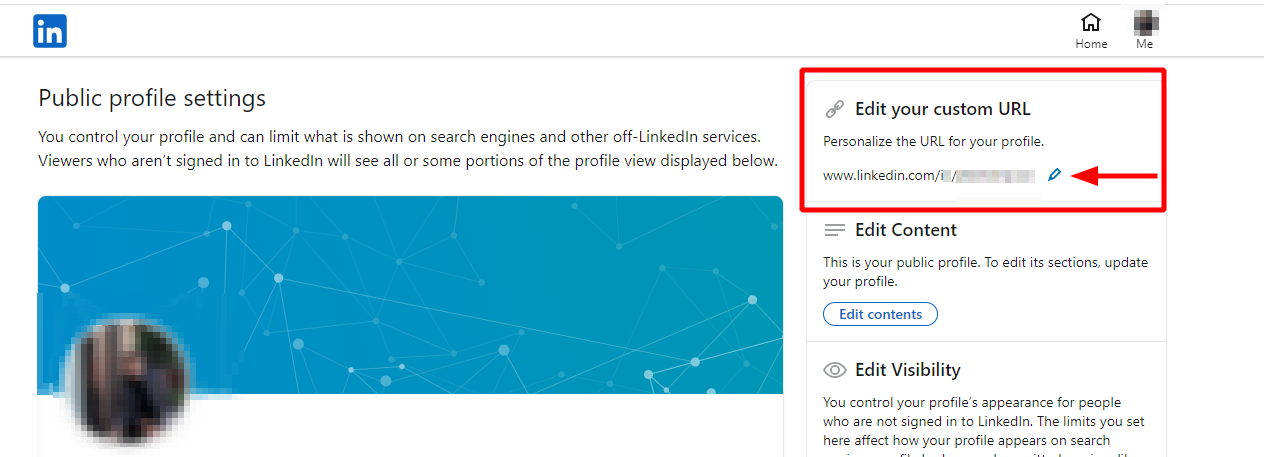 in
Home
Me
Public profile settings
You control your profile and can limit what is shown on search engines and other off-LinkedIn services.
Viewers who aren't signed in to LinkedIn will see all or some portions of the profile view displayed below.
Edit your custom URL
Personalize the URL for your profile.
www.linkedin.com/
Edit Content
This is your public profile. To edit its sections, update
your profile.
Edit contents
Edit Visibility
You control your profile's appearance for people
who are not signed in to LinkedIn. The limits you set
here affect how your profile appears on search